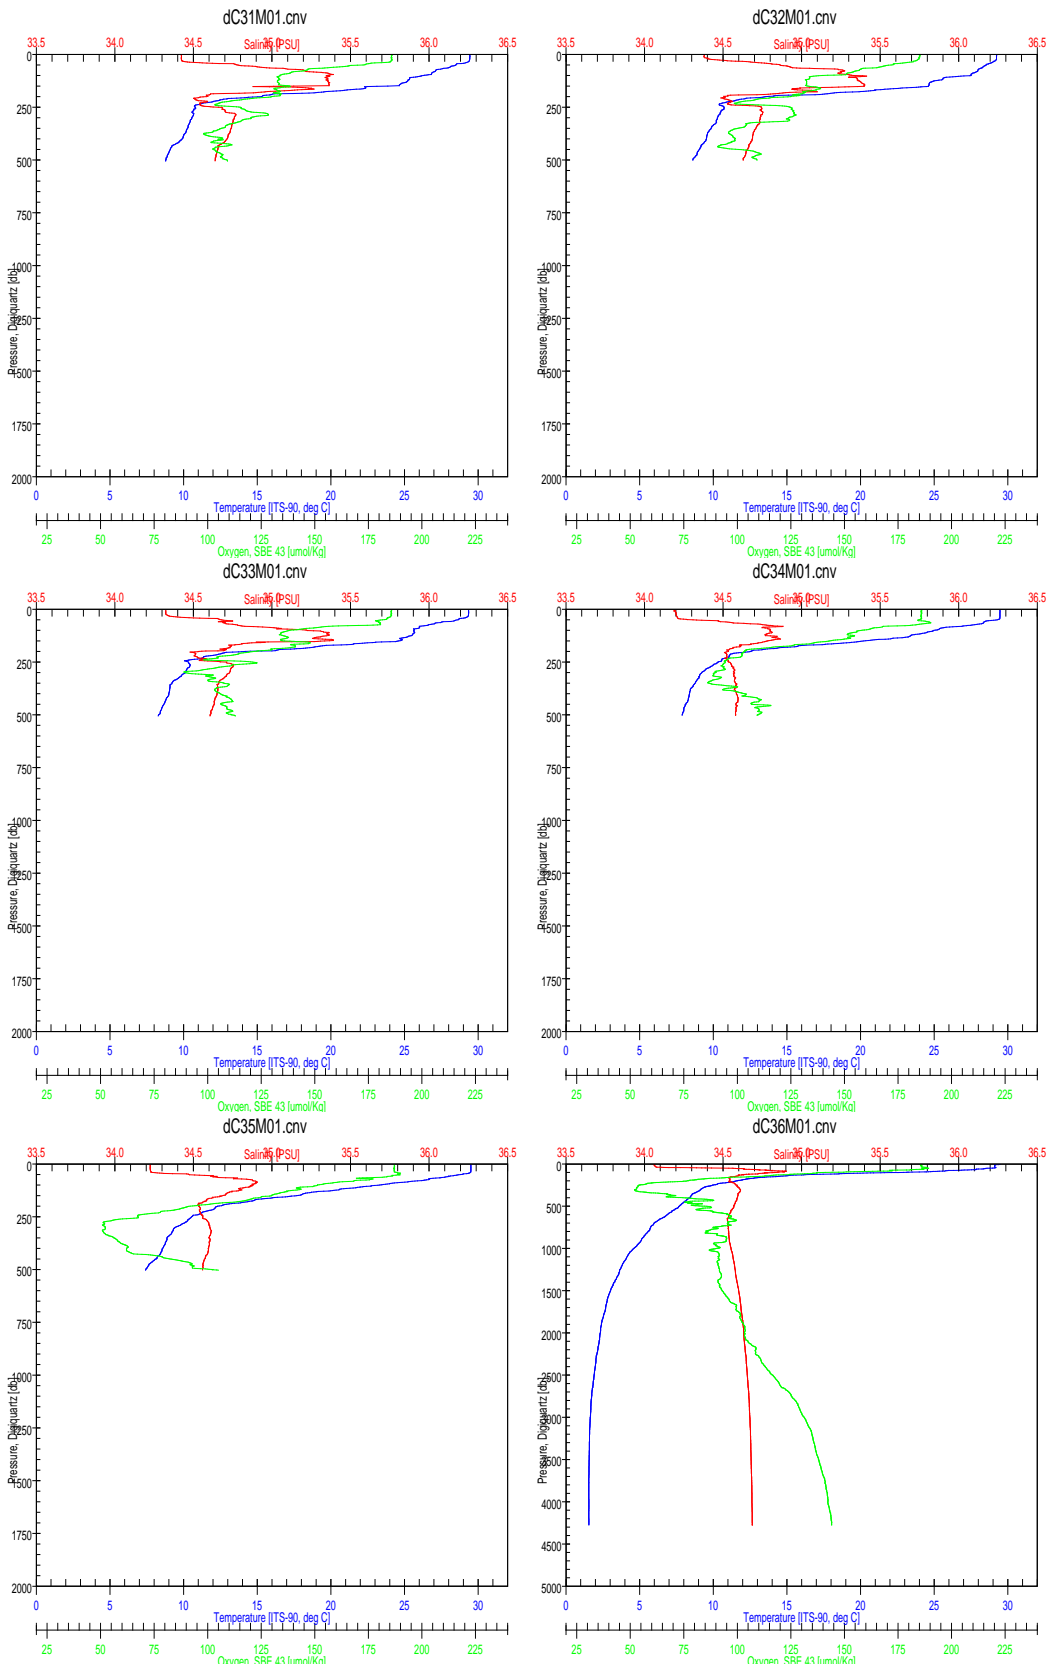 dC31M01.cnv
33.5 34.0 34.5 35.0 35.5 36.0 36.5
Salinity [PSU]
0
250
500
750
1000
1250
1500
1750
2000
Pressure, Digiquartz [db]
0 5 10 15 20 25 30
Temperature [ITS-90, deg C]
25 50 75 100 125 150 175 200 225
Oxygen, SBE 43 [umol/Kg]
dC32M01.cnv
33.5 34.0 34.5 35.0 35.5 36.0 36.5
Salinity [PSU]
0
250
500
750
1000
1250
1500
1750
2000
Pressure, Digiquartz [db]
0 5 10 15 20 25 30
Temperature [ITS-90, deg C]
25 50 75 100 125 150 175 200 225
Oxygen, SBE 43 [umol/Kg]
dC33M01.cnv
33.5 34.0 34.5 35.0 35.5 36.0 36.5
Salinity [PSU]
0
250
500
750
1000
1250
1500
1750
2000
Pressure, Digiquartz [db]
0 5 10 15 20 25 30
Temperature [ITS-90, deg C]
25 50 75 100 125 150 175 200 225
Oxygen, SBE 43 [umol/Kg]
dC34M01.cnv
33.5 34.0 34.5 35.0 35.5 36.0 36.5
Salinity [PSU]
0
250
500
750
1000
1250
1500
1750
2000
Pressure, Digiquartz [db]
0 5 10 15 20 25 30
Temperature [ITS-90, deg C]
25 50 75 100 125 150 175 200 225
Oxygen, SBE 43 [umol/Kg]
dC35M01.cnv
33.5 34.0 34.5 35.0 35.5 36.0 36.5
Salinity [PSU]
0
250
500
750
1000
1250
1500
1750
2000
Pressure, Digiquartz [db]
0 5 10 15 20 25 30
Temperature [ITS-90, deg C]
25 50 75 100 125 150 175 200 225
Oxygen, SBE 43 [umol/Kg]
dC36M01.cnv
33.5 34.0 34.5 35.0 35.5 36.0 36.5
Salinity [PSU]
0
500
1000
1500
2000
2500
3000
3500
4000
4500
5000
Pressure, Digiquartz [db]
0 5 10 15 20 25 30
Temperature [ITS-90, deg C]
25 50 75 100 125 150 175 200 225
Oxygen, SBE 43 [umol/Kg]